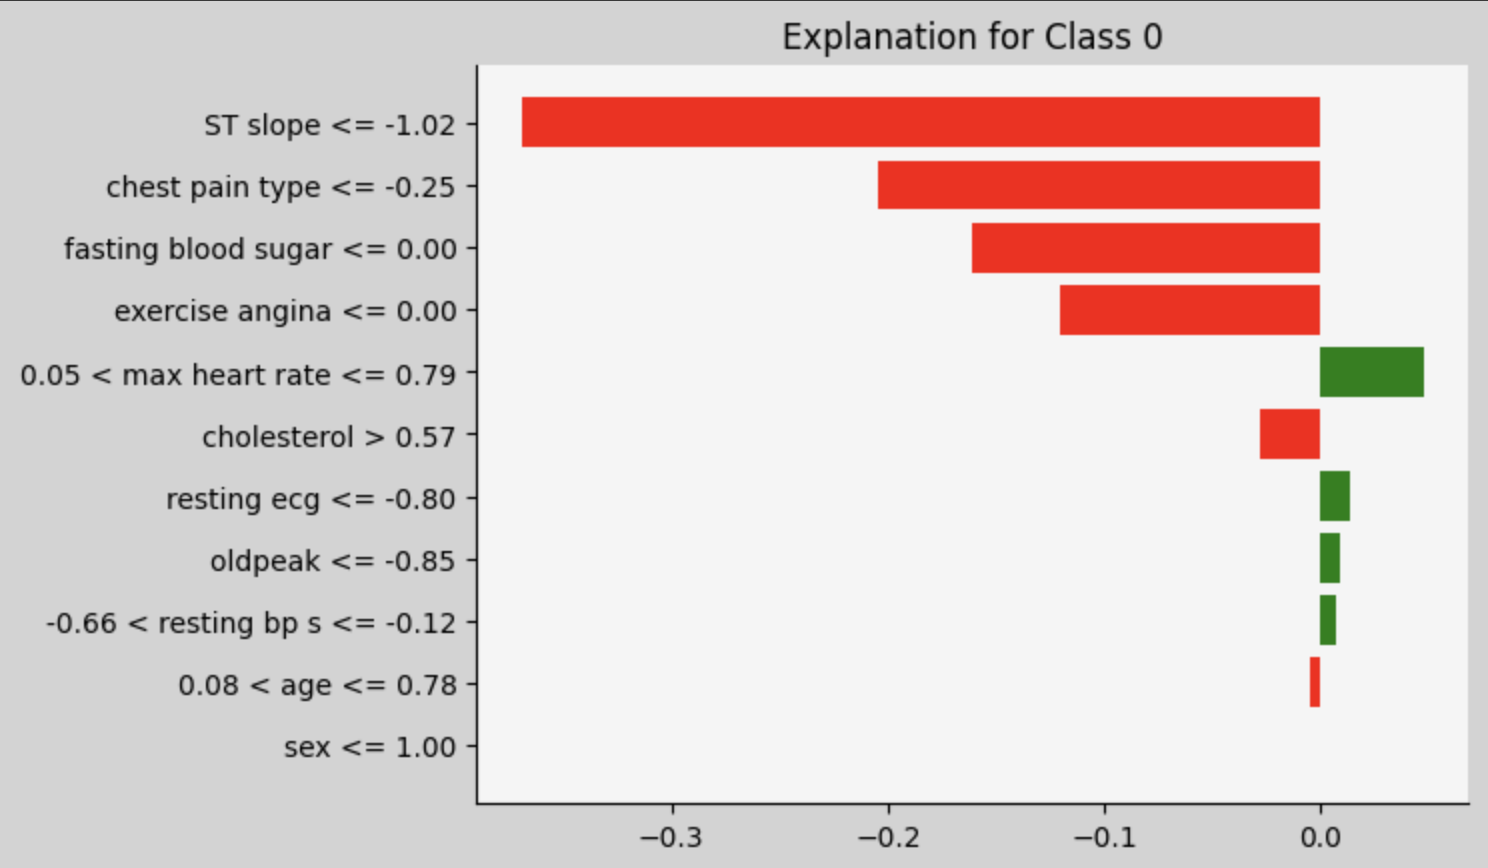 Explanation for Class 0
ST slope <= -1.02
chest pain type <= -0.25
fasting blood sugar <= 0.00
exercise angina <= 0.00
0.05 < max heart rate <= 0.79
cholesterol > 0.57
resting ecg <= -0.80
oldpeak <= -0.85
-0.66 < resting bp s <= -0.12
0.08 < age <= 0.78
sex <= 1.00
−0.3 −0.2 −0.1 0.0